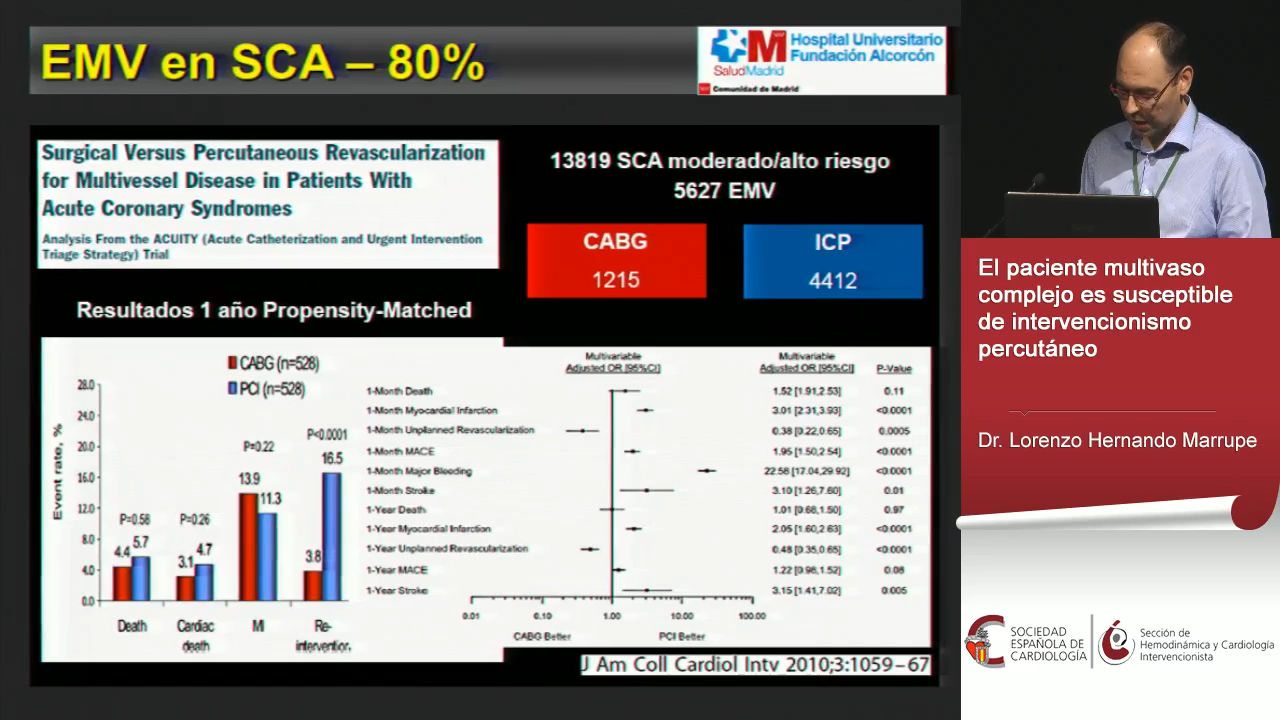 EMV en SCA – 80%
SaludMadrid
Hospital Universitario
Fundación Alcorcón
Comunidad de Madrid
Surgical Versus Percutaneous Revascularization
for Multivessel Disease in Patients With
Acute Coronary Syndromes
Analysis From the ACUITY (Acute Catheterization and Urgent Intervention
Triage Strategy) Trial
13819 SCA moderado/alto riesgo
5627 EMV
CABG
1215
ICP
4412
Resultados 1 año Propensity-Matched
CABG (n=528)
PCI (n=528)
Event rate, %
28.0
24.0
20.0
16.0
12.0
8.0
4.0
0.0
P=0.58
P=0.26
P=0.22
P<0.0001
4.4
5.7
3.1
4.7
13.9
11.3
3.8
16.5
Death
Cardiac
death
MI
Re-
intervention
Multivariable
Adjusted OR [95%CI]
Multivariable
Adjusted OR [95%CI]
P-Value
1-Month Death 1.52 [1.91,2.53] 0.11
1-Month Myocardial Infarction 3.01 [2.31,3.93] <0.0001
1-Month Unplanned Revascularization 0.38 [0.22,0.65] 0.0005
1-Month MACE 1.95 [1.50,2.54] <0.0001
1-Month Major Bleeding 22.58 [17.04,29.92] <0.0001
1-Month Stroke 3.10 [1.26,7.60] 0.01
1-Year Death 1.01 [0.68,1.50] 0.97
1-Year Myocardial Infarction 2.05 [1.60,2.63] <0.0001
1-Year Unplanned Revascularization 0.48 [0.35,0.65] <0.0001
1-Year MACE 1.22 [0.98,1.52] 0.08
1-Year Stroke 3.15 [1.41,7.02] 0.005
0.01 0.10 1.00 10.00 100.00
CABG Better PCI Better
J Am Coll Cardiol Intv 2010;3:1059–67
El paciente multivaso
complejo es susceptible
de intervencionismo
percutáneo
Dr. Lorenzo Hernando Marrupe
SOCIEDAD
ESPAÑOLA DE
CARDIOLOGÍA
Sección de
Hemodinámica y Cardiología
Intervencionista